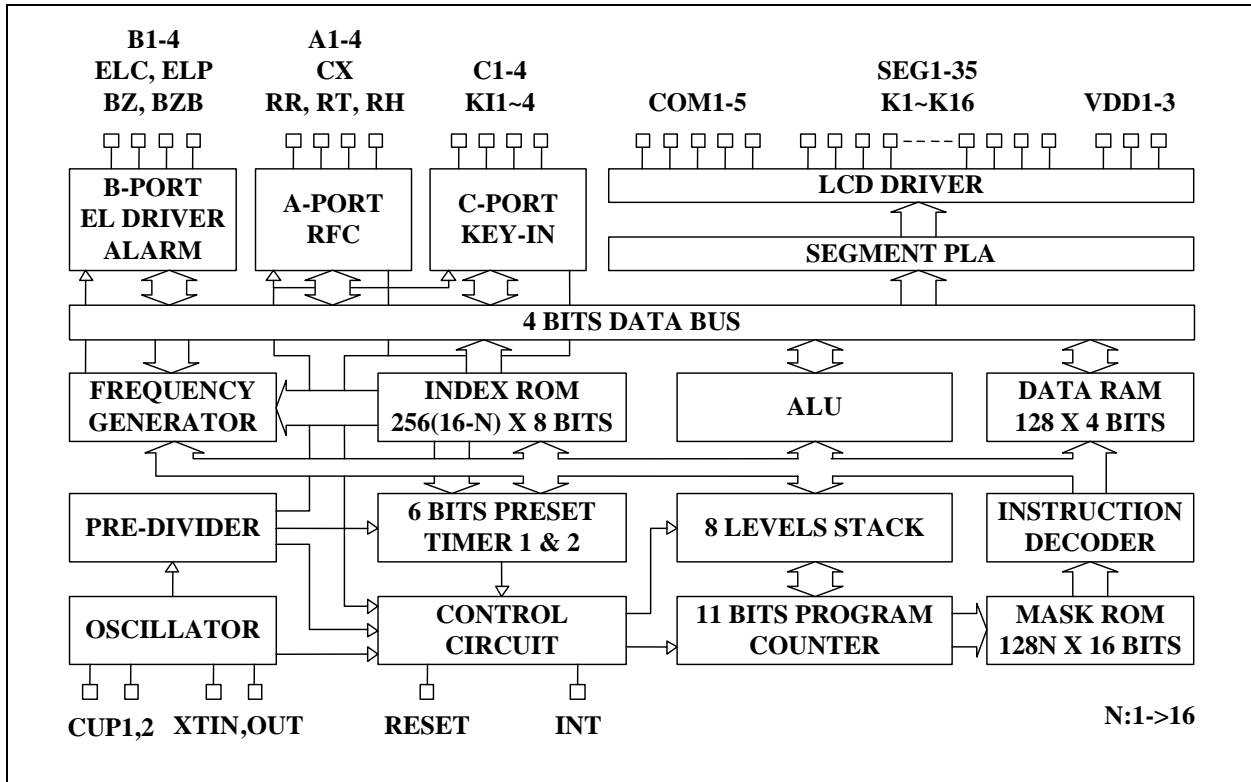 B1-4
ELC, ELP
BZ, BZB
A1-4
CX
RR, RT, RH
C1-4
KI1~4
COM1-5
SEG1-35
K1~K16
VDD1-3
B-PORT
EL DRIVER
ALARM
A-PORT
RFC
C-PORT
KEY-IN
LCD DRIVER
SEGMENT PLA
4 BITS DATA BUS
FREQUENCY
GENERATOR
INDEX ROM
256(16-N) X 8 BITS
ALU
DATA RAM
128 X 4 BITS
PRE-DIVIDER
6 BITS PRESET
TIMER 1 & 2
8 LEVELS STACK
INSTRUCTION
DECODER
OSCILLATOR
CONTROL
CIRCUIT
11 BITS PROGRAM
COUNTER
MASK ROM
128N X 16 BITS
CUP1,2
XTIN,OUT
RESET
INT
N:1->16